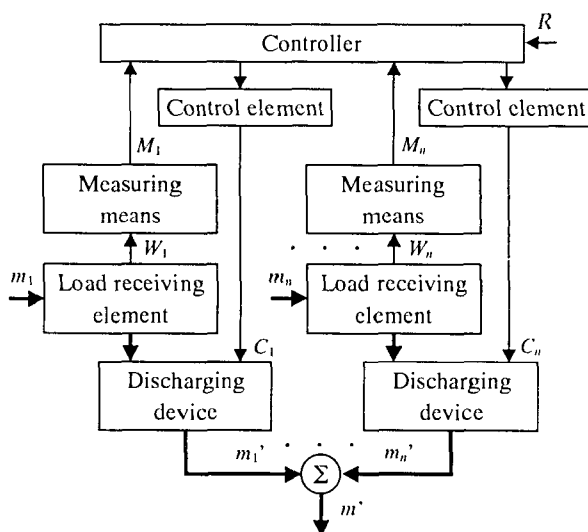 Controller
R
Control element
Control element
M₁
Mₙ
Measuring
means
Measuring
means
W₁
. . .
Wₙ
m₁
Load receiving
element
mₙ
Load receiving
element
C₁
Cₙ
Discharging
device
Discharging
device
m₁’
. . .
mₙ’
Σ
m’